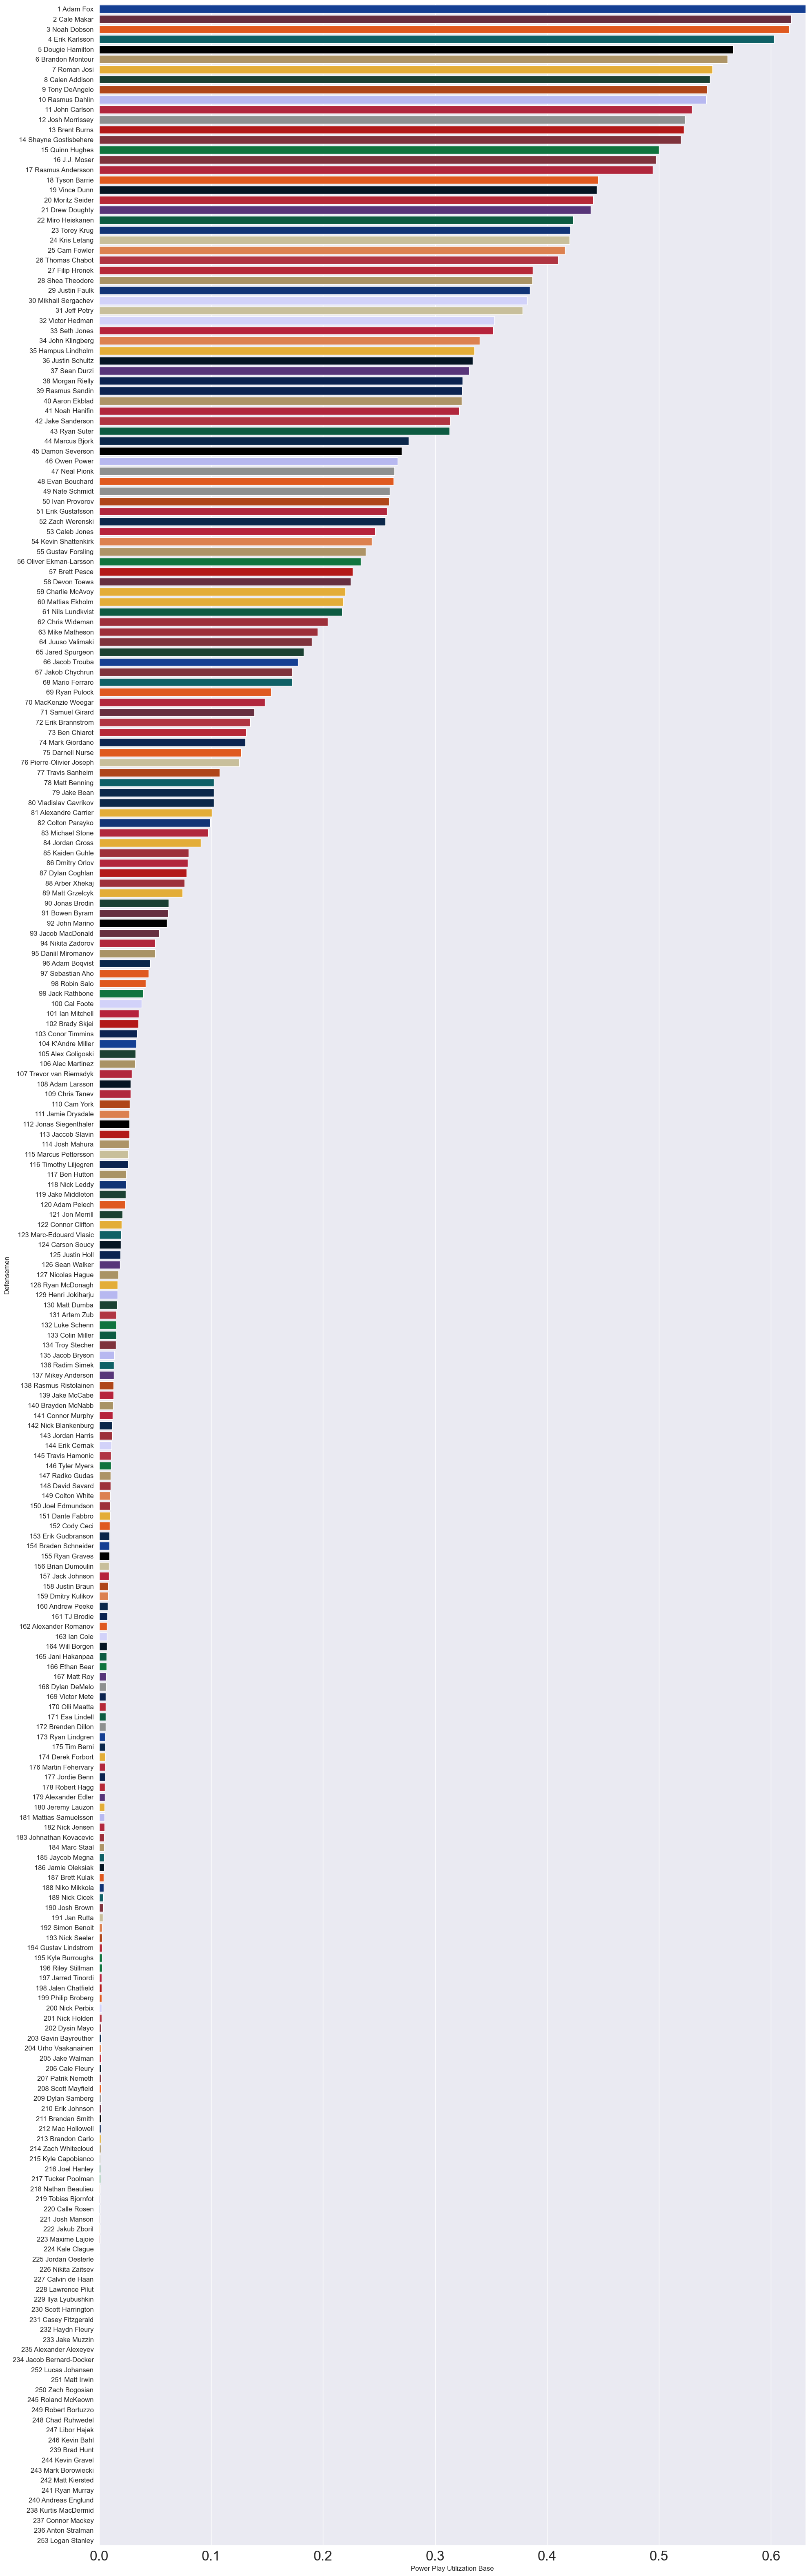 1 Adam Fox
2 Cale Makar
3 Noah Dobson
4 Erik Karlsson
5 Dougie Hamilton
6 Brandon Montour
7 Roman Josi
8 Calen Addison
9 Tony DeAngelo
10 Rasmus Dahlin
11 John Carlson
12 Josh Morrissey
13 Brent Burns
14 Shayne Gostisbehere
15 Quinn Hughes
16 J.J. Moser
17 Rasmus Andersson
18 Tyson Barrie
19 Vince Dunn
20 Moritz Seider
21 Drew Doughty
22 Miro Heiskanen
23 Torey Krug
24 Kris Letang
25 Cam Fowler
26 Thomas Chabot
27 Filip Hronek
28 Shea Theodore
29 Justin Faulk
30 Mikhail Sergachev
31 Jeff Petry
32 Victor Hedman
33 Seth Jones
34 John Klingberg
35 Hampus Lindholm
36 Justin Schultz
37 Sean Durzi
38 Morgan Rielly
39 Rasmus Sandin
40 Aaron Ekblad
41 Noah Hanifin
42 Jake Sanderson
43 Ryan Suter
44 Marcus Bjork
45 Damon Severson
46 Owen Power
47 Neal Pionk
48 Evan Bouchard
49 Nate Schmidt
50 Ivan Provorov
51 Erik Gustafsson
52 Zach Werenski
53 Caleb Jones
54 Kevin Shattenkirk
55 Gustav Forsling
56 Oliver Ekman-Larsson
57 Brett Pesce
58 Devon Toews
59 Charlie McAvoy
60 Mattias Ekholm
61 Nils Lundkvist
62 Chris Wideman
63 Mike Matheson
64 Juuso Valimaki
65 Jared Spurgeon
66 Jacob Trouba
67 Jakob Chychrun
68 Mario Ferraro
69 Ryan Pulock
70 MacKenzie Weegar
71 Samuel Girard
72 Erik Brannstrom
73 Ben Chiarot
74 Mark Giordano
75 Darnell Nurse
76 Pierre-Olivier Joseph
77 Travis Sanheim
78 Matt Benning
79 Jake Bean
80 Vladislav Gavrikov
81 Alexandre Carrier
82 Colton Parayko
83 Michael Stone
84 Jordan Gross
85 Kaiden Guhle
86 Dmitry Orlov
87 Dylan Coghlan
88 Arber Xhekaj
89 Matt Grzelcyk
90 Jonas Brodin
91 Bowen Byram
92 John Marino
93 Jacob MacDonald
94 Nikita Zadorov
95 Daniil Miromanov
96 Adam Boqvist
97 Sebastian Aho
98 Robin Salo
99 Jack Rathbone
100 Cal Foote
101 Ian Mitchell
102 Brady Skjei
103 Conor Timmins
104 K'Andre Miller
105 Alex Goligoski
106 Alec Martinez
107 Trevor van Riemsdyk
108 Adam Larsson
109 Chris Tanev
110 Cam York
111 Jamie Drysdale
112 Jonas Siegenthaler
113 Jaccob Slavin
114 Josh Mahura
115 Marcus Pettersson
116 Timothy Liljegren
117 Ben Hutton
118 Nick Leddy
119 Jake Middleton
120 Adam Pelech
121 Jon Merrill
122 Connor Clifton
123 Marc-Edouard Vlasic
124 Carson Soucy
125 Justin Holl
126 Sean Walker
127 Nicolas Hague
128 Ryan McDonagh
129 Henri Jokiharju
130 Matt Dumba
131 Artem Zub
132 Luke Schenn
133 Colin Miller
134 Troy Stecher
135 Jacob Bryson
136 Radim Simek
137 Mikey Anderson
138 Rasmus Ristolainen
139 Jake McCabe
140 Brayden McNabb
141 Connor Murphy
142 Nick Blankenburg
143 Jordan Harris
144 Erik Cernak
145 Travis Hamonic
146 Tyler Myers
147 Radko Gudas
148 David Savard
149 Colton White
150 Joel Edmundson
151 Dante Fabbro
152 Cody Ceci
153 Erik Gudbranson
154 Braden Schneider
155 Ryan Graves
156 Brian Dumoulin
157 Jack Johnson
158 Justin Braun
159 Dmitry Kulikov
160 Andrew Peeke
161 TJ Brodie
162 Alexander Romanov
163 Ian Cole
164 Will Borgen
165 Jani Hakanpaa
166 Ethan Bear
167 Matt Roy
168 Dylan DeMelo
169 Victor Mete
170 Olli Maatta
171 Esa Lindell
172 Brenden Dillon
173 Ryan Lindgren
175 Tim Berni
174 Derek Forbort
176 Martin Fehervary
177 Jordie Benn
178 Robert Hagg
179 Alexander Edler
180 Jeremy Lauzon
181 Mattias Samuelsson
182 Nick Jensen
183 Johnathan Kovacevic
184 Marc Staal
185 Jaycob Megna
186 Jamie Oleksiak
187 Brett Kulak
188 Niko Mikkola
189 Nick Cicek
190 Josh Brown
191 Jan Rutta
192 Simon Benoit
193 Nick Seeler
194 Gustav Lindstrom
195 Kyle Burroughs
196 Riley Stillman
197 Jarred Tinordi
198 Jalen Chatfield
199 Philip Broberg
200 Nick Perbix
201 Nick Holden
202 Dysin Mayo
203 Gavin Bayreuther
204 Urho Vaakanainen
205 Jake Walman
206 Cale Fleury
207 Patrik Nemeth
208 Scott Mayfield
209 Dylan Samberg
210 Erik Johnson
211 Brendan Smith
212 Mac Hollowell
213 Brandon Carlo
214 Zach Whitecloud
215 Kyle Capobianco
216 Joel Hanley
217 Tucker Poolman
218 Nathan Beaulieu
219 Tobias Bjornfot
220 Calle Rosen
221 Josh Manson
222 Jakub Zboril
223 Maxime Lajoie
224 Kale Clague
225 Jordan Oesterle
226 Nikita Zaitsev
227 Calvin de Haan
228 Lawrence Pilut
229 Ilya Lyubushkin
230 Scott Harrington
231 Casey Fitzgerald
232 Haydn Fleury
233 Jake Muzzin
235 Alexander Alexeyev
234 Jacob Bernard-Docker
252 Lucas Johansen
251 Matt Irwin
250 Zach Bogosian
245 Roland McKeown
249 Robert Bortuzzo
248 Chad Ruhwedel
247 Libor Hajek
246 Kevin Bahl
239 Brad Hunt
244 Kevin Gravel
243 Mark Borowiecki
242 Matt Kiersted
241 Ryan Murray
240 Andreas Englund
238 Kurtis MacDermid
237 Connor Mackey
236 Anton Stralman
253 Logan Stanley
Defensemen
0.0 0.1 0.2 0.3 0.4 0.5 0.6
Power Play Utilization Base